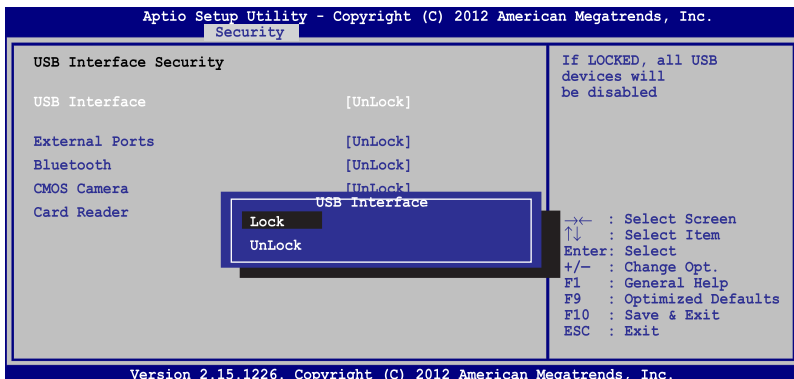 Aptio Setup Utility - Copyright (C) 2012 American Megatrends, Inc.
Security
USB Interface Security
USB Interface [UnLock]
External Ports [UnLock]
Bluetooth [UnLock]
CMOS Camera [UnLock]
Card Reader
USB Interface
Lock
UnLock
If LOCKED, all USB
devices will
be disabled
→← : Select Screen
↑↓ : Select Item
Enter: Select
+/— : Change Opt.
F1 : General Help
F9 : Optimized Defaults
F10 : Save & Exit
ESC : Exit
Version 2.15.1226. Copyright (C) 2012 American Megatrends, Inc.